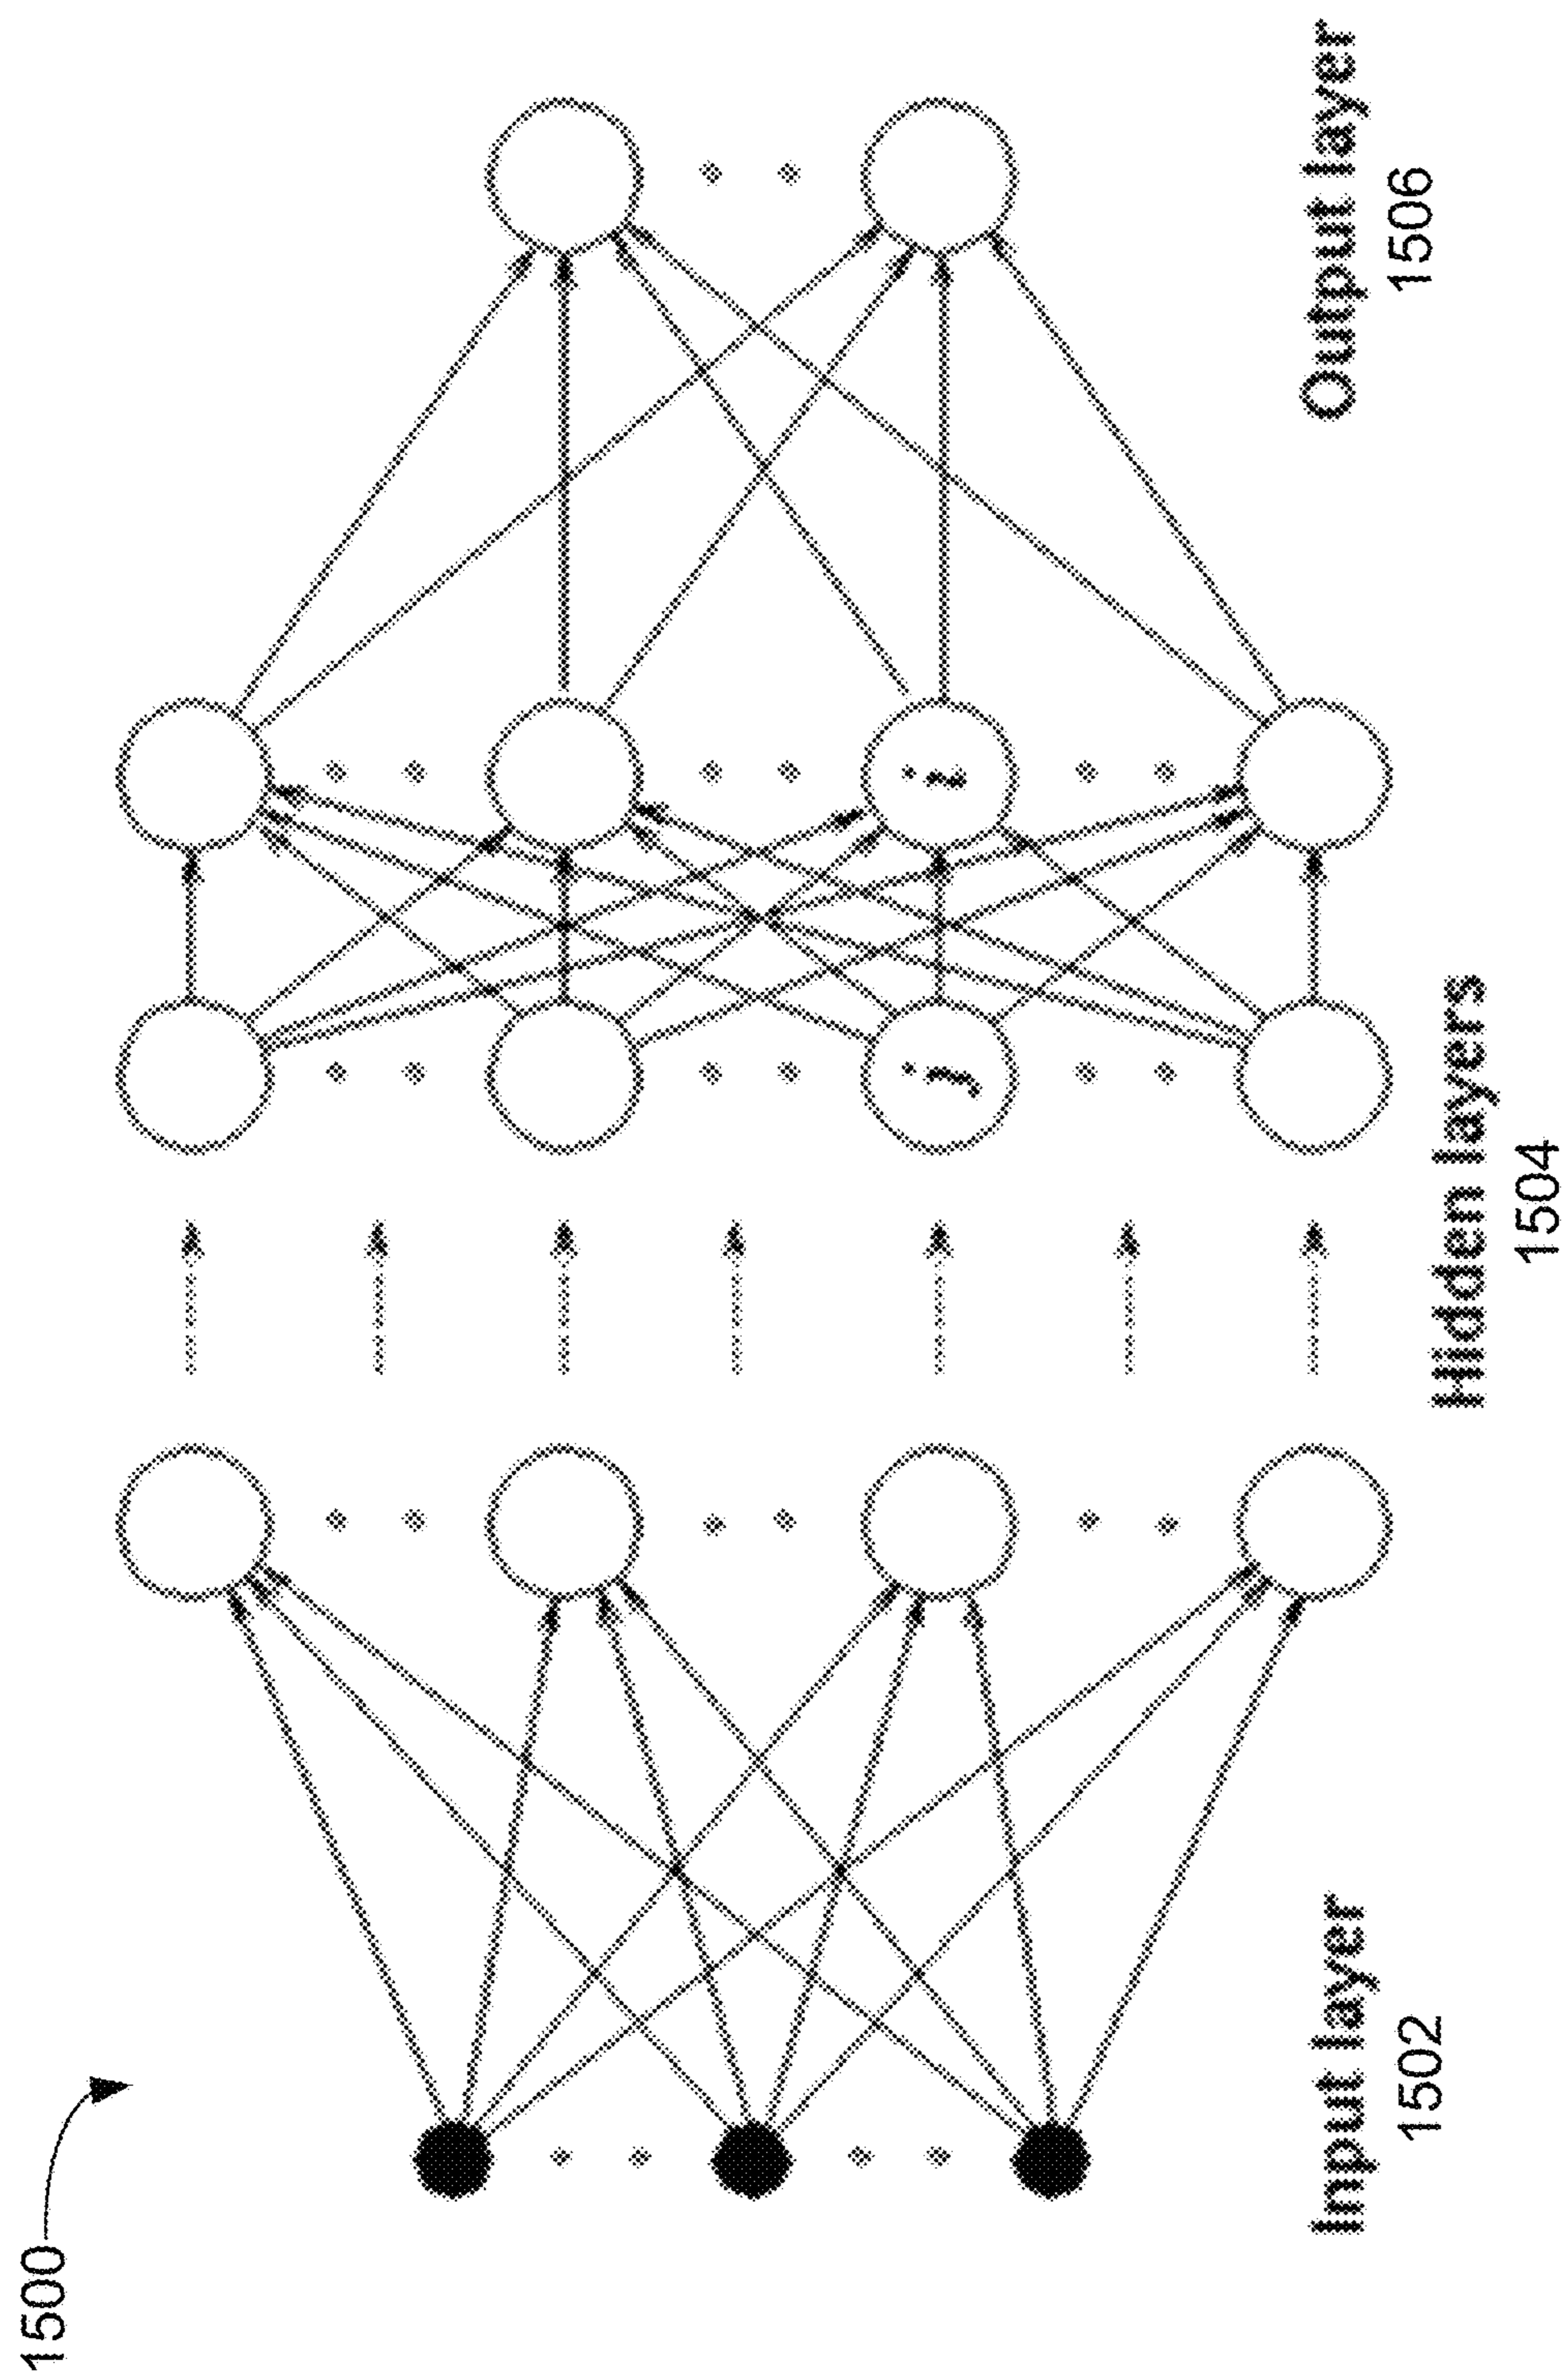 1500
j
i
Input layer
1502
Hidden layers
1504
Output layer
1506